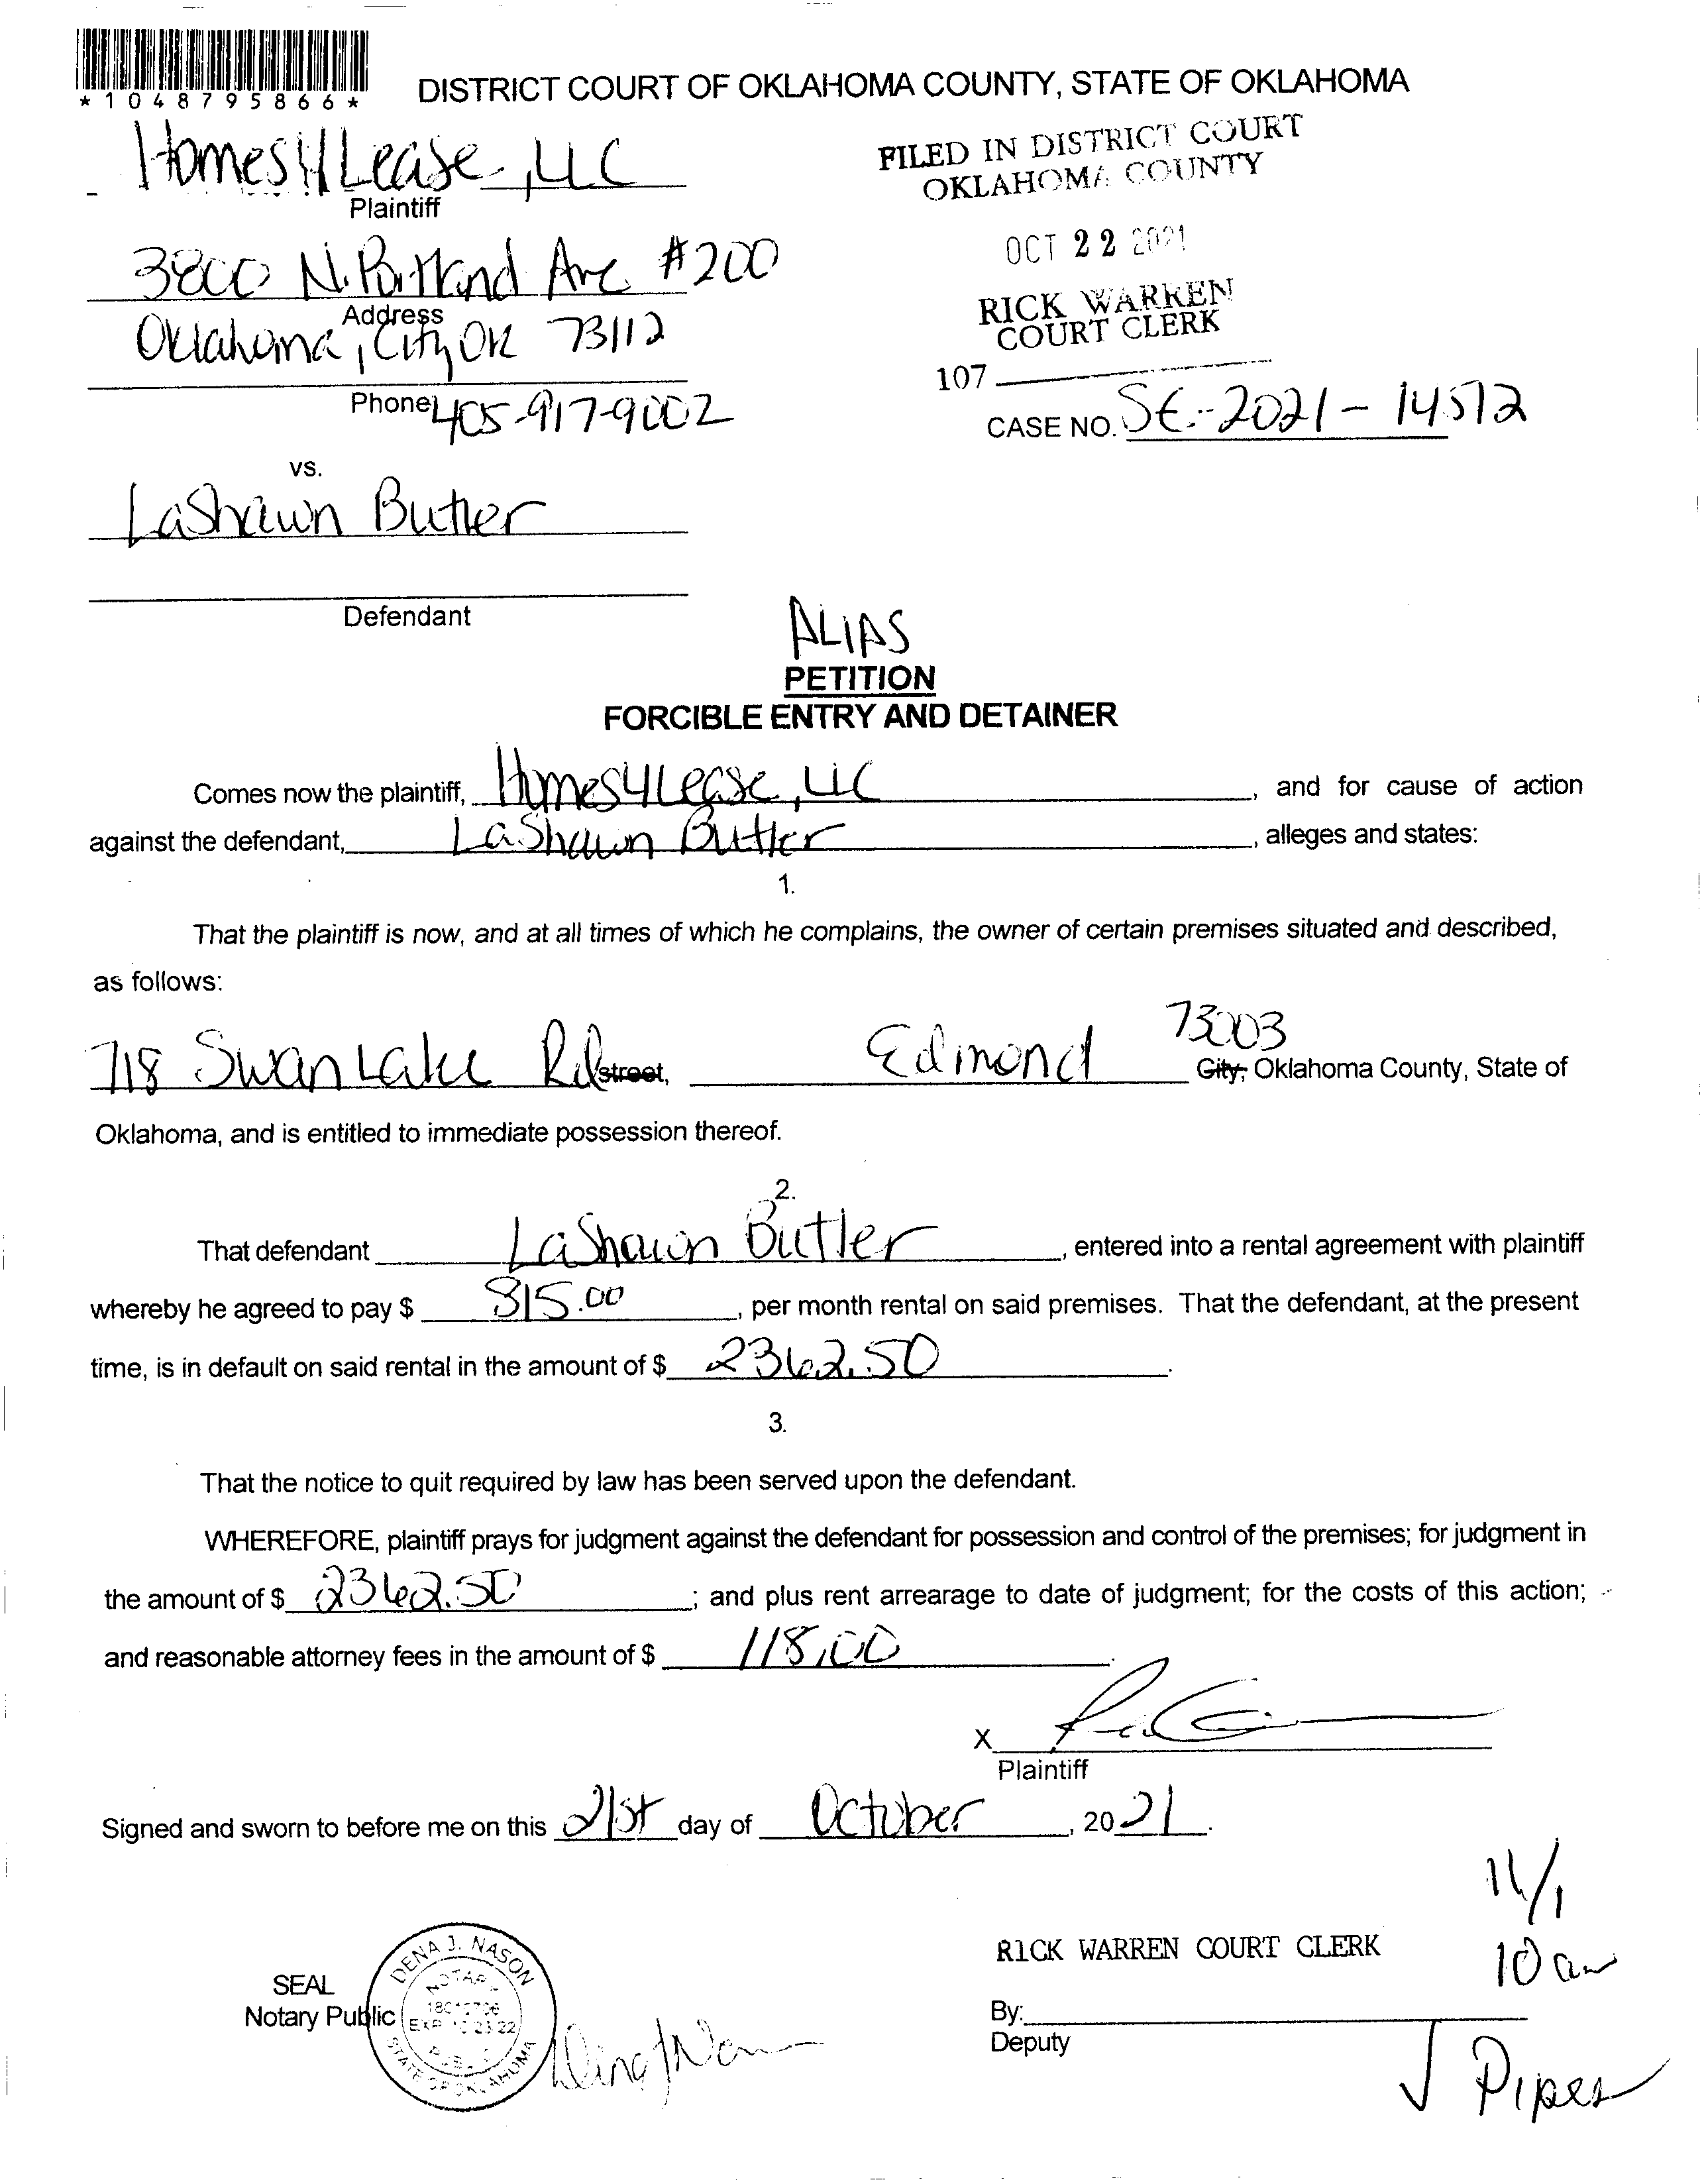 *1048795866*
DISTRICT COURT OF OKLAHOMA COUNTY, STATE OF OKLAHOMA
Homes4Lease, LLC
Plaintiff
FILED IN DISTRICT COURT
OKLAHOMA COUNTY
OCT 22 2021
RICK WARREN
COURT CLERK
107
3800 N. Portland Ave #200
Address
Oklahoma, City OK 73112
Phone 405-917-9002
CASE NO. SC-2021-14572
vs.
LaShawn Butler
Defendant
ALIAS
PETITION
FORCIBLE ENTRY AND DETAINER
Comes now the plaintiff, Homes4Lease, LLC, and for cause of action
against the defendant, LaShawn Butler, alleges and states:
1.
That the plaintiff is now, and at all times of which he complains, the owner of certain premises situated and described,
as follows:
718 Swan Lake Rd street, Edmond 73003 City, Oklahoma County, State of
Oklahoma, and is entitled to immediate possession thereof.
2.
That defendant LaShawn Butler, entered into a rental agreement with plaintiff
whereby he agreed to pay $ 815.00, per month rental on said premises. That the defendant, at the present
time, is in default on said rental in the amount of $ 2362.50.
3.
That the notice to quit required by law has been served upon the defendant.
WHEREFORE, plaintiff prays for judgment against the defendant for possession and control of the premises; for judgment in
the amount of $ 2362.50; and plus rent arrearage to date of judgment; for the costs of this action;
and reasonable attorney fees in the amount of $ 118.00.
X
Plaintiff
Signed and sworn to before me on this 21st day of October, 2021.
11/1
10 am
RICK WARREN COURT CLERK
SEAL
Notary Public
DENA J. NASON
NOTARY
EXP. 10 23 22
PUBLIC
STATE OF OKLAHOMA
By:
Deputy
Pipes